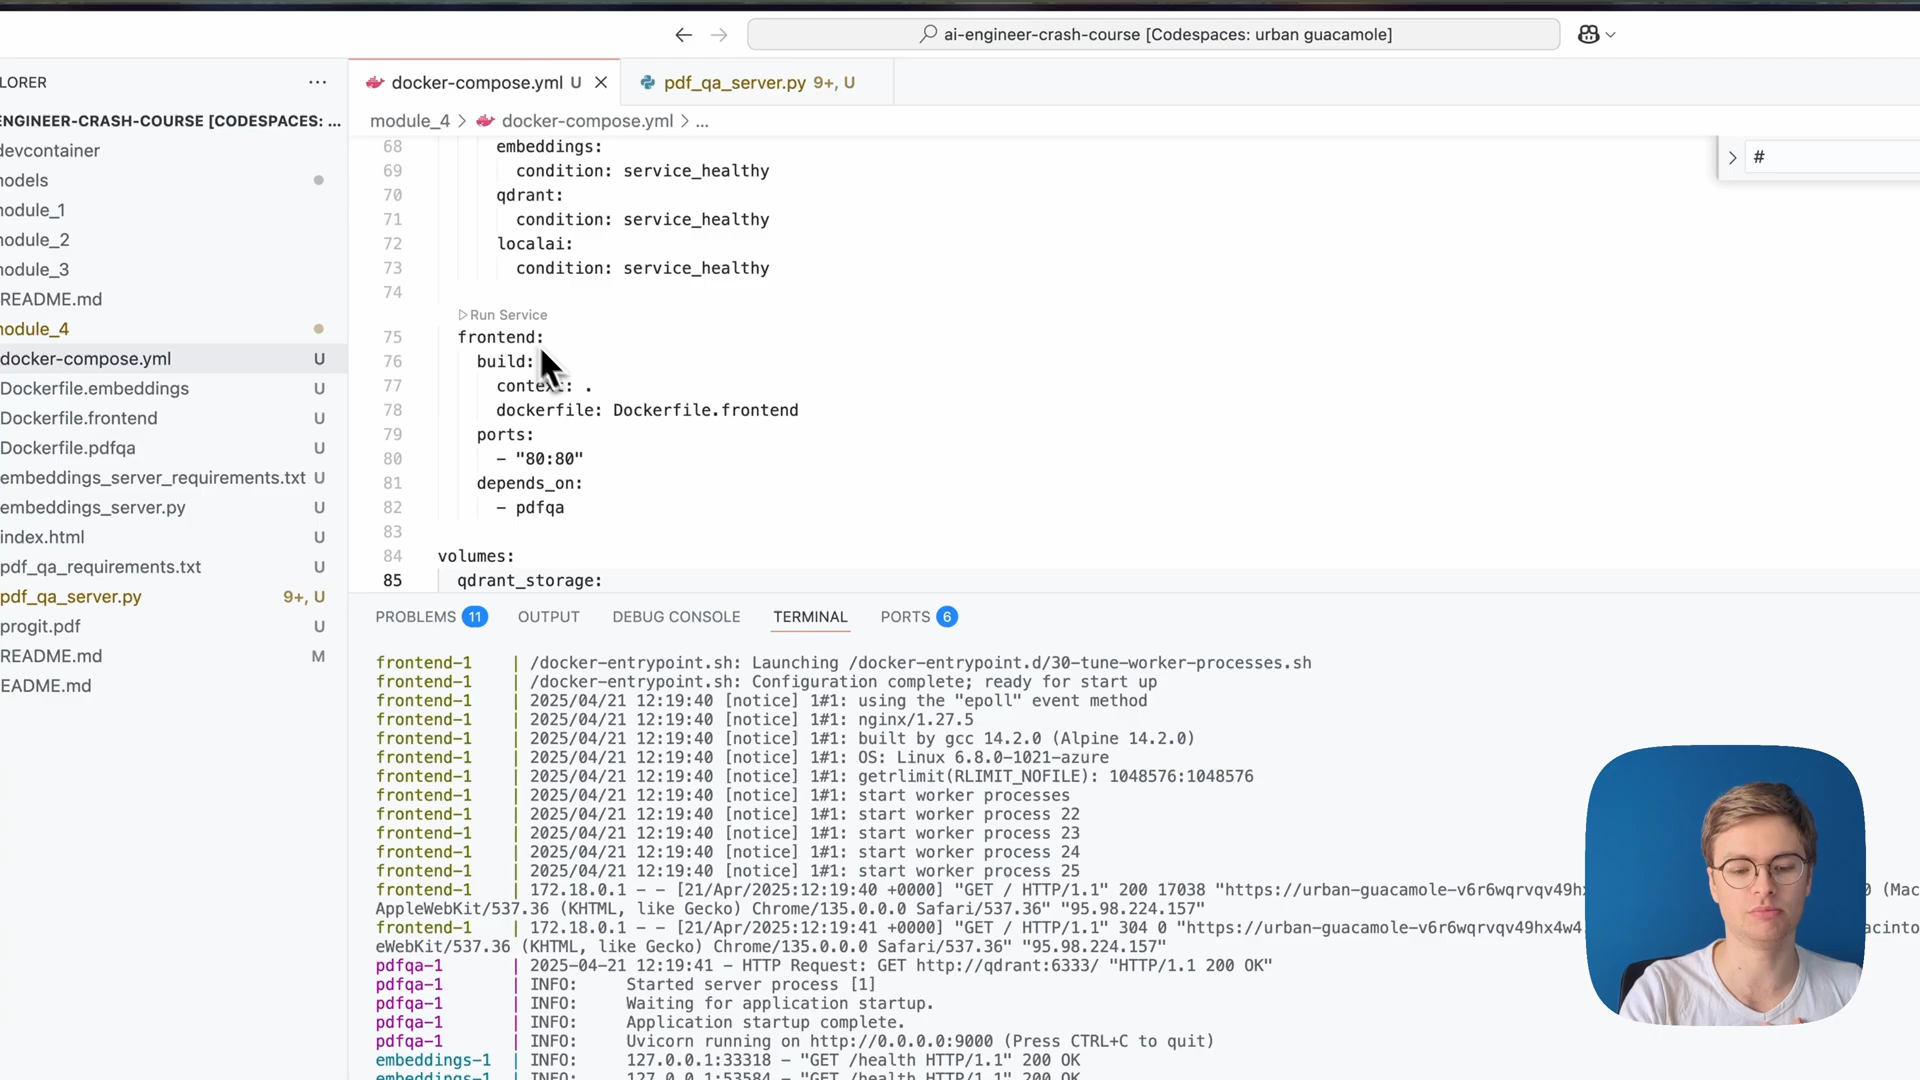 ai-engineer-crash-course [Codespaces: urban guacamole]
LORER
docker-compose.yml U
pdf_qa_server.py 9+, U
NGINEER-CRASH-COURSE [CODESPACES: ...
module_4 > docker-compose.yml > ...
#
devcontainer
models
module_1
module_2
module_3
README.md
module_4
docker-compose.yml U
Dockerfile.embeddings U
Dockerfile.frontend U
Dockerfile.pdfqa U
embeddings_server_requirements.txt U
embeddings_server.py U
index.html U
pdf_qa_requirements.txt U
pdf_qa_server.py 9+, U
progit.pdf U
README.md M
EADME.md
68 embeddings:
69 condition: service_healthy
70 qdrant:
71 condition: service_healthy
72 localai:
73 condition: service_healthy
74
Run Service
75 frontend:
76 build:
77 context: .
78 dockerfile: Dockerfile.frontend
79 ports:
80 - "80:80"
81 depends_on:
82 - pdfqa
83
84 volumes:
85 qdrant_storage:
PROBLEMS 11 OUTPUT DEBUG CONSOLE TERMINAL PORTS 6
frontend-1 | /docker-entrypoint.sh: Launching /docker-entrypoint.d/30-tune-worker-processes.sh
frontend-1 | /docker-entrypoint.sh: Configuration complete; ready for start up
frontend-1 | 2025/04/21 12:19:40 [notice] 1#1: using the "epoll" event method
frontend-1 | 2025/04/21 12:19:40 [notice] 1#1: nginx/1.27.5
frontend-1 | 2025/04/21 12:19:40 [notice] 1#1: built by gcc 14.2.0 (Alpine 14.2.0)
frontend-1 | 2025/04/21 12:19:40 [notice] 1#1: OS: Linux 6.8.0-1021-azure
frontend-1 | 2025/04/21 12:19:40 [notice] 1#1: getrlimit(RLIMIT_NOFILE): 1048576:1048576
frontend-1 | 2025/04/21 12:19:40 [notice] 1#1: start worker processes
frontend-1 | 2025/04/21 12:19:40 [notice] 1#1: start worker process 22
frontend-1 | 2025/04/21 12:19:40 [notice] 1#1: start worker process 23
frontend-1 | 2025/04/21 12:19:40 [notice] 1#1: start worker process 24
frontend-1 | 2025/04/21 12:19:40 [notice] 1#1: start worker process 25
frontend-1 | 172.18.0.1 - - [21/Apr/2025:12:19:40 +0000] "GET / HTTP/1.1" 200 17038 "https://urban-guacamole-v6r6wqrvqv49h 0 (Mac
AppleWebKit/537.36 (KHTML, like Gecko) Chrome/135.0.0.0 Safari/537.36" "95.98.224.157"
frontend-1 | 172.18.0.1 - - [21/Apr/2025:12:19:41 +0000] "GET / HTTP/1.1" 304 0 "https://urban-guacamole-v6r6wqrvqv49hx4w4 acinto
eWebKit/537.36 (KHTML, like Gecko) Chrome/135.0.0.0 Safari/537.36" "95.98.224.157"
pdfqa-1 | 2025-04-21 12:19:41 - HTTP Request: GET http://qdrant:6333/ "HTTP/1.1 200 OK"
pdfqa-1 | INFO: Started server process [1]
pdfqa-1 | INFO: Waiting for application startup.
pdfqa-1 | INFO: Application startup complete.
pdfqa-1 | INFO: Uvicorn running on http://0.0.0.0:9000 (Press CTRL+C to quit)
embeddings-1 | INFO: 127.0.0.1:33318 - "GET /health HTTP/1.1" 200 OK
embeddings-1 | INFO: 127.0.0.1:53584 - "GET /health HTTP/1.1" 200 OK